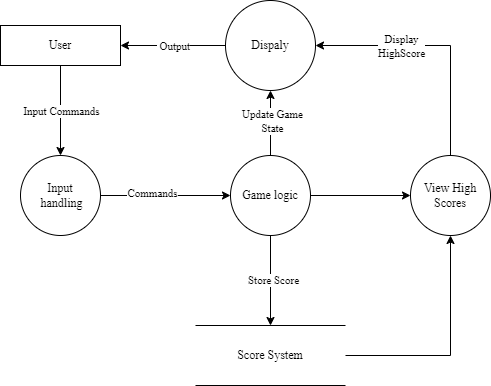 User
Output
Dispaly
Display
HighScore
Input Commands
Update Game
State
Input
handling
Commands
Game logic
View High
Scores
Store Score
Score System